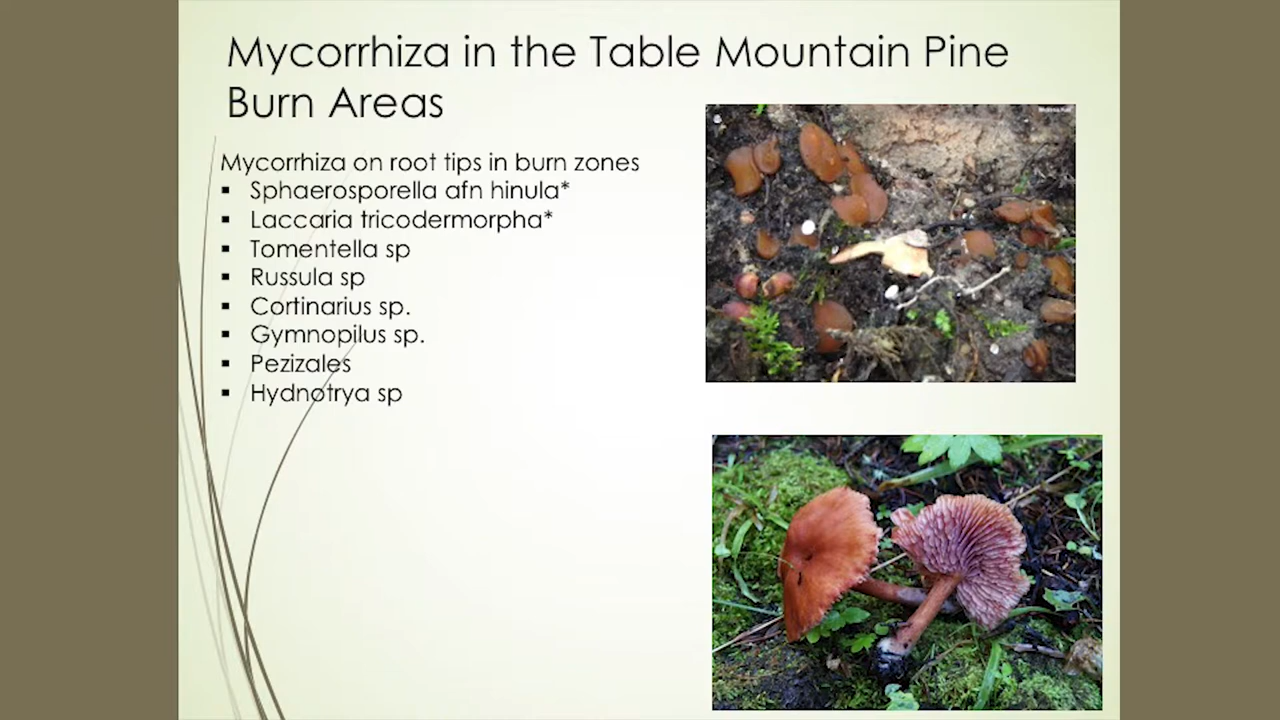 Mycorrhiza in the Table Mountain Pine
Burn Areas
Mycorrhiza on root tips in burn zones
▪ Sphaerosporella afn hinula*
▪ Laccaria tricodermorpha*
▪ Tomentella sp
▪ Russula sp
▪ Cortinarius sp.
▪ Gymnopilus sp.
▪ Pezizales
▪ Hydnotrya sp